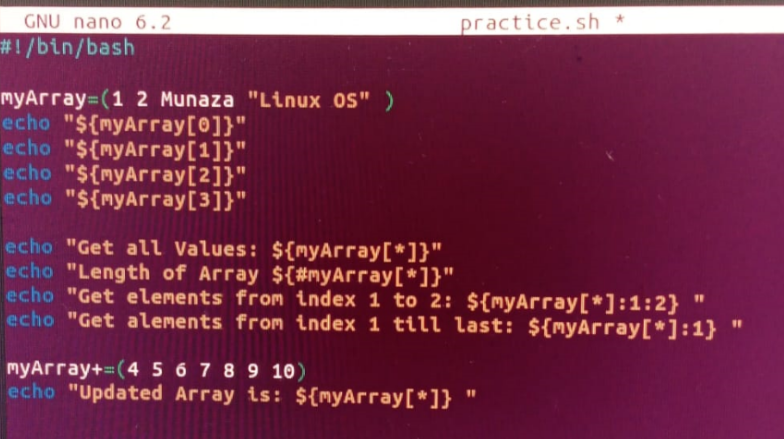 GNU nano 6.2 practice.sh *
#!/bin/bash
myArray=(1 2 Munaza "Linux OS" )
echo "${myArray[0]}"
echo "${myArray[1]}"
echo "${myArray[2]}"
echo "${myArray[3]}"
echo "Get all Values: ${myArray[*]}"
echo "Length of Array ${#myArray[*]}"
echo "Get elements from index 1 to 2: ${myArray[*]:1:2} "
echo "Get alements from index 1 till last: ${myArray[*]:1} "
myArray+=(4 5 6 7 8 9 10)
echo "Updated Array is: ${myArray[*]} "